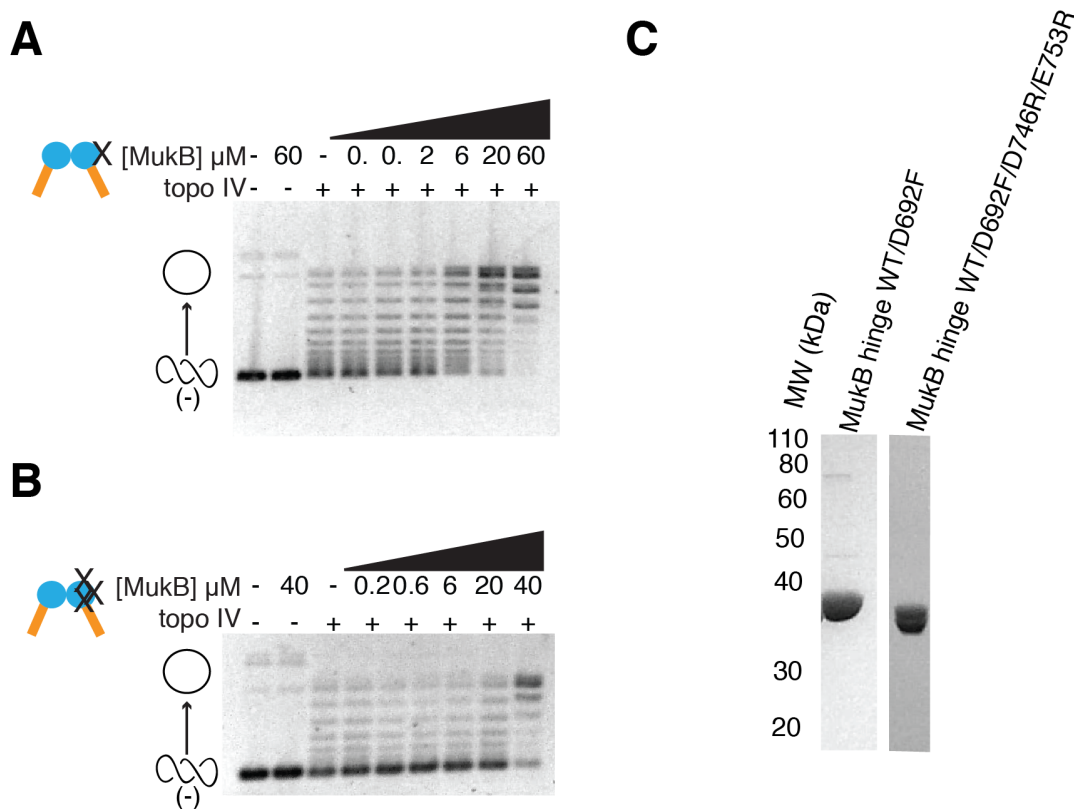 A
[MukB] µM - 60 - 0. 0. 2 6 20 60
topo IV - - + + + + + + +
(-)
B
[MukB] µM - 40 - 0.2 0.6 6 20 40
topo IV - - + + + + + +
(-)
C
MW (kDa)
MukB hinge WT/D692F
MukB hinge WT/D692F/D746R/E753R
110
80
60
50
40
30
20